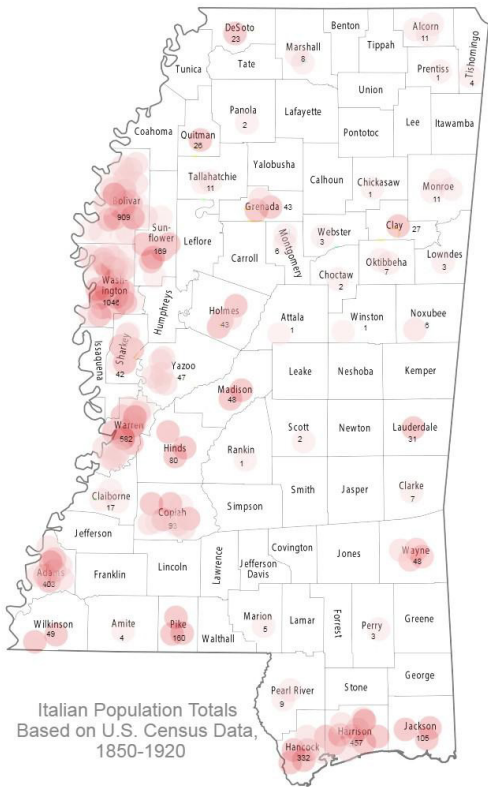 DeSoto
23
Marshall
8
Benton
Tippah
Alcorn
11
Tishomingo
4
Prentiss
1
Tunica
Tate
Union
Panola
2
Lafayette
Pontotoc
Lee
Itawamba
Coahoma
Quitman
26
Tallahatchie
11
Yalobusha
Calhoun
Chickasaw
1
Monroe
11
Bolivar
909
Sun-
flower
169
Leflore
Grenada 43
Carroll
Montgomery
6
Webster
3
Clay 27
Choctaw
2
Oktibbeha
7
Lowndes
3
Wash-
ington
1046
Humphreys
Holmes
43
Attala
1
Winston
1
Noxubee
6
Issaquena
Sharkey
42
Yazoo
47
Madison
48
Leake
Neshoba
Kemper
Warren
Hinds
80
Rankin
1
Scott
2
Newton
Lauderdale
31
Claiborne
17
Copiah
Simpson
Smith
Jasper
Clarke
7
Jefferson
Adams
Franklin
Lincoln
Lawrence
Jefferson
Davis
Covington
Jones
Wayne
48
Wilkinson
49
Amite
4
Pike
160
Walthall
Marion
5
Lamar
Forrest
Perry
3
Greene
George
Pearl River
9
Stone
Hancock
332
Harrison
Jackson
105
Italian Population Totals
Based on U.S. Census Data,
1850-1920